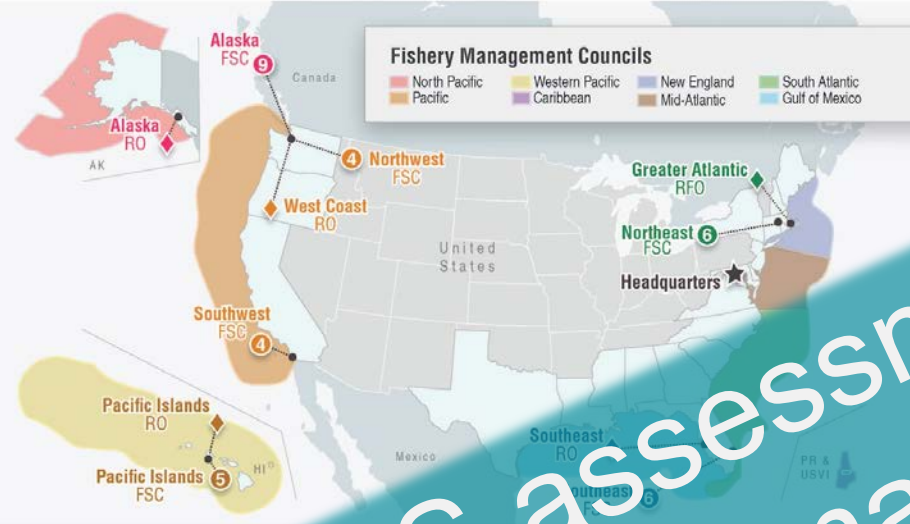 Fishery Management Councils
North Pacific
Western Pacific
New England
South Atlantic
Pacific
Caribbean
Mid-Atlantic
Gulf of Mexico
Alaska
FSC
9
Canada
Alaska
RO
AK
4 Northwest
FSC
West Coast
RO
Greater Atlantic
RFO
Northeast 6
FSC
United
States
Headquarters
Southwest
FSC
4
Pacific Islands
RO
Pacific Islands
FSC
5
HI
Mexico
Southeast
RO
6
PR &
USVI